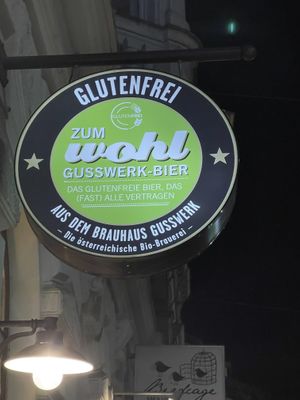 GLUTENFREI
GLUTENFREI
ZUM
wohl
GUSSWERK-BIER
DAS GLUTENFREIE BIER, DAS
(FAST) ALLE VERTRAGEN
AUS DEM BRAUHAUS GUSSWERK
– Die österreichische Bio-Brauerei –
Birdcage